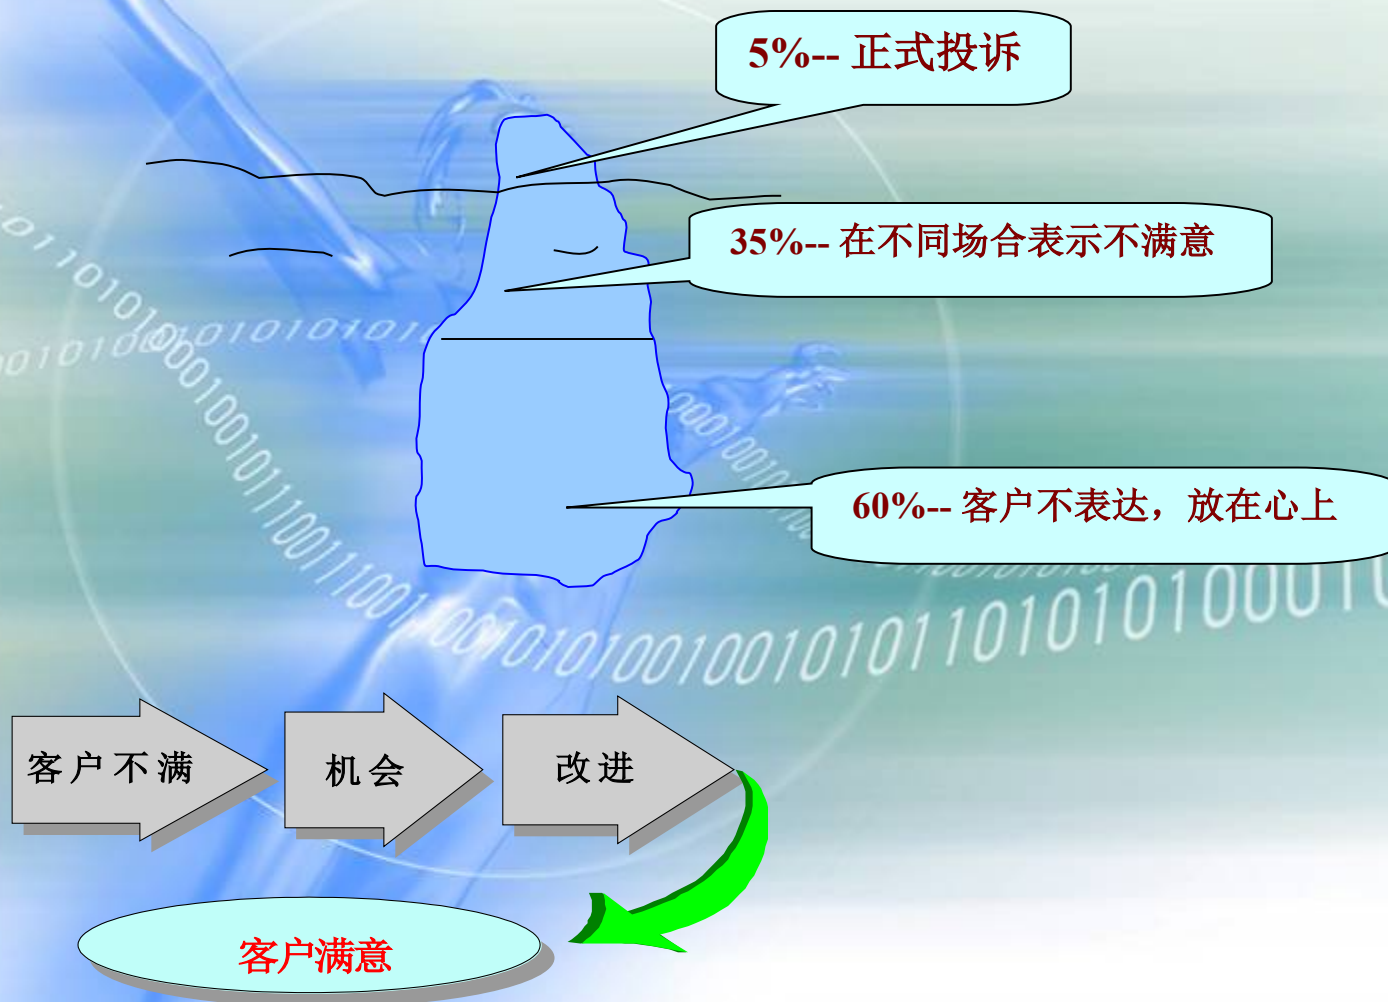 5%-- 正式投诉
35%-- 在不同场合表示不满意
60%-- 客户不表达，放在心上
客户不满
机会
改进
客户满意